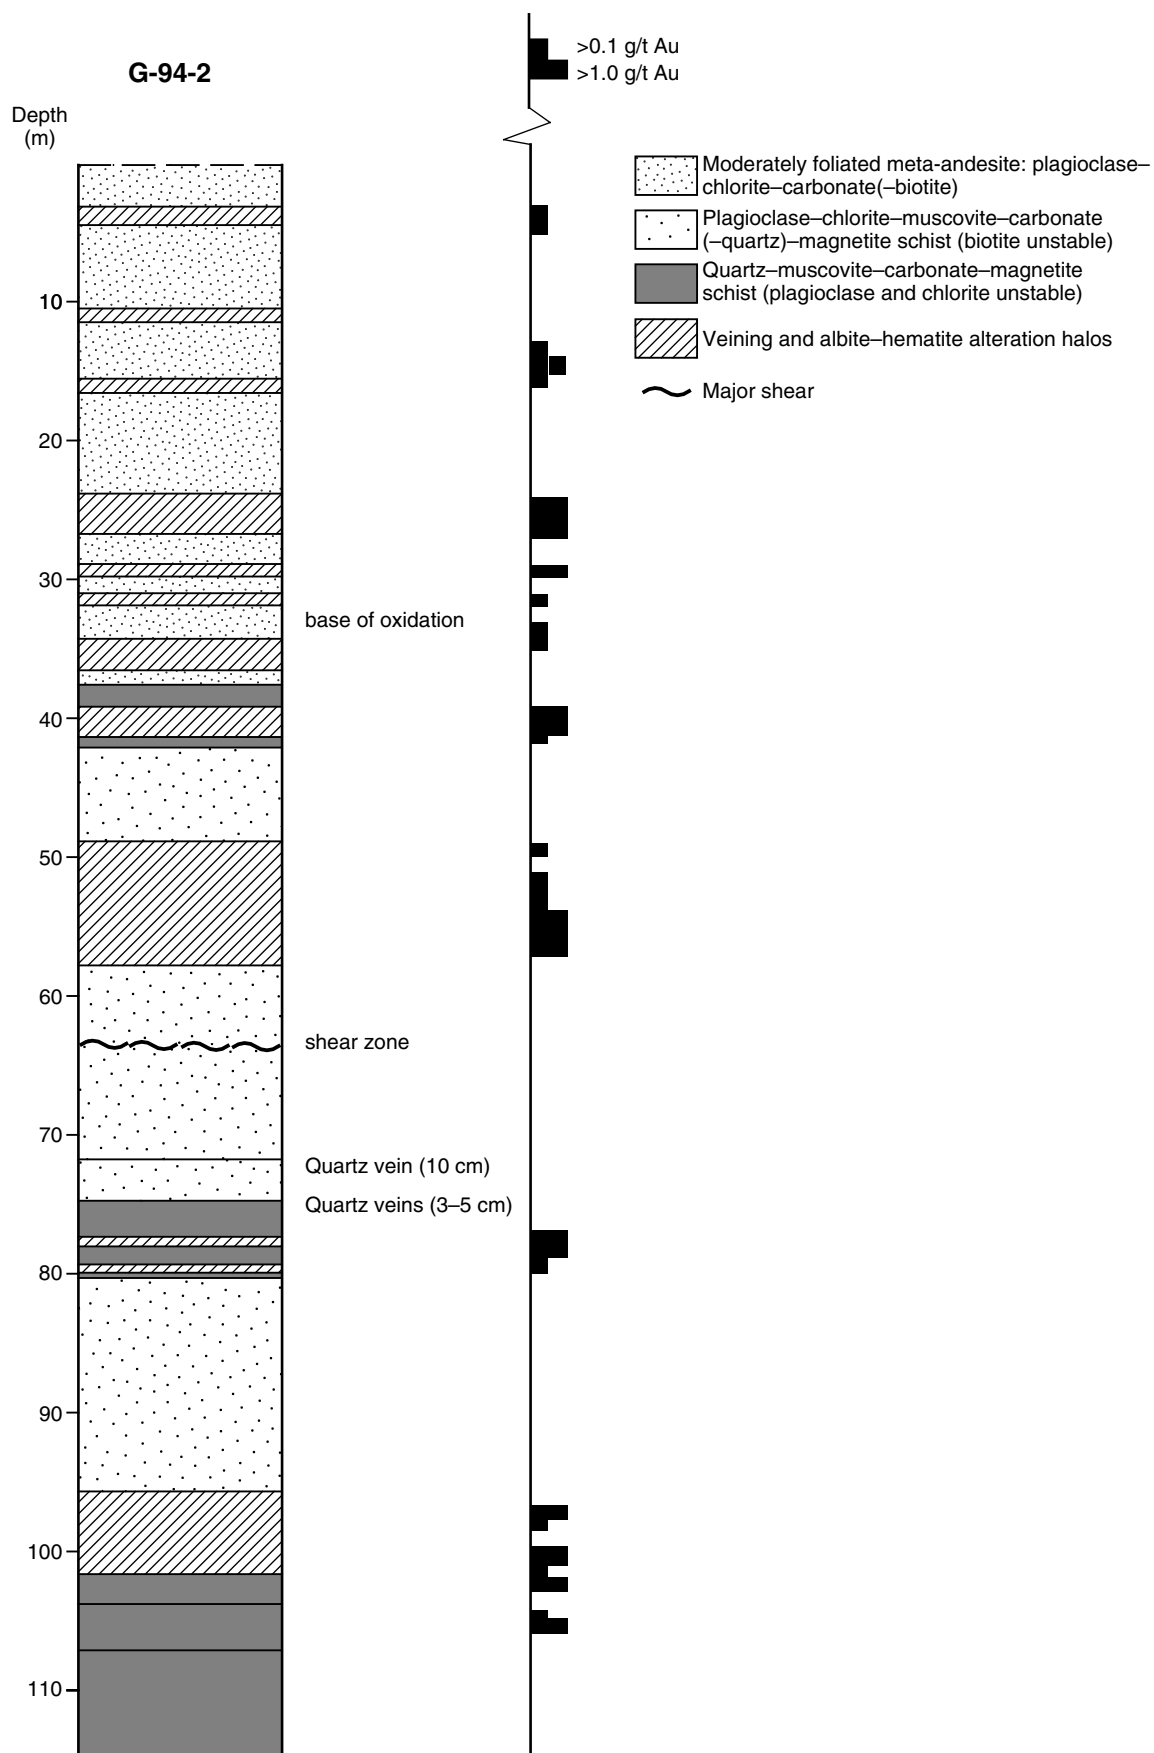 G-94-2
>0.1 g/t Au
>1.0 g/t Au
Depth
(m)
10
20
30
40
50
60
70
80
90
100
110
base of oxidation
shear zone
Quartz vein (10 cm)
Quartz veins (3–5 cm)
Moderately foliated meta-andesite: plagioclase–
chlorite–carbonate(–biotite)
Plagioclase–chlorite–muscovite–carbonate
(–quartz)–magnetite schist (biotite unstable)
Quartz–muscovite–carbonate–magnetite
schist (plagioclase and chlorite unstable)
Veining and albite–hematite alteration halos
Major shear